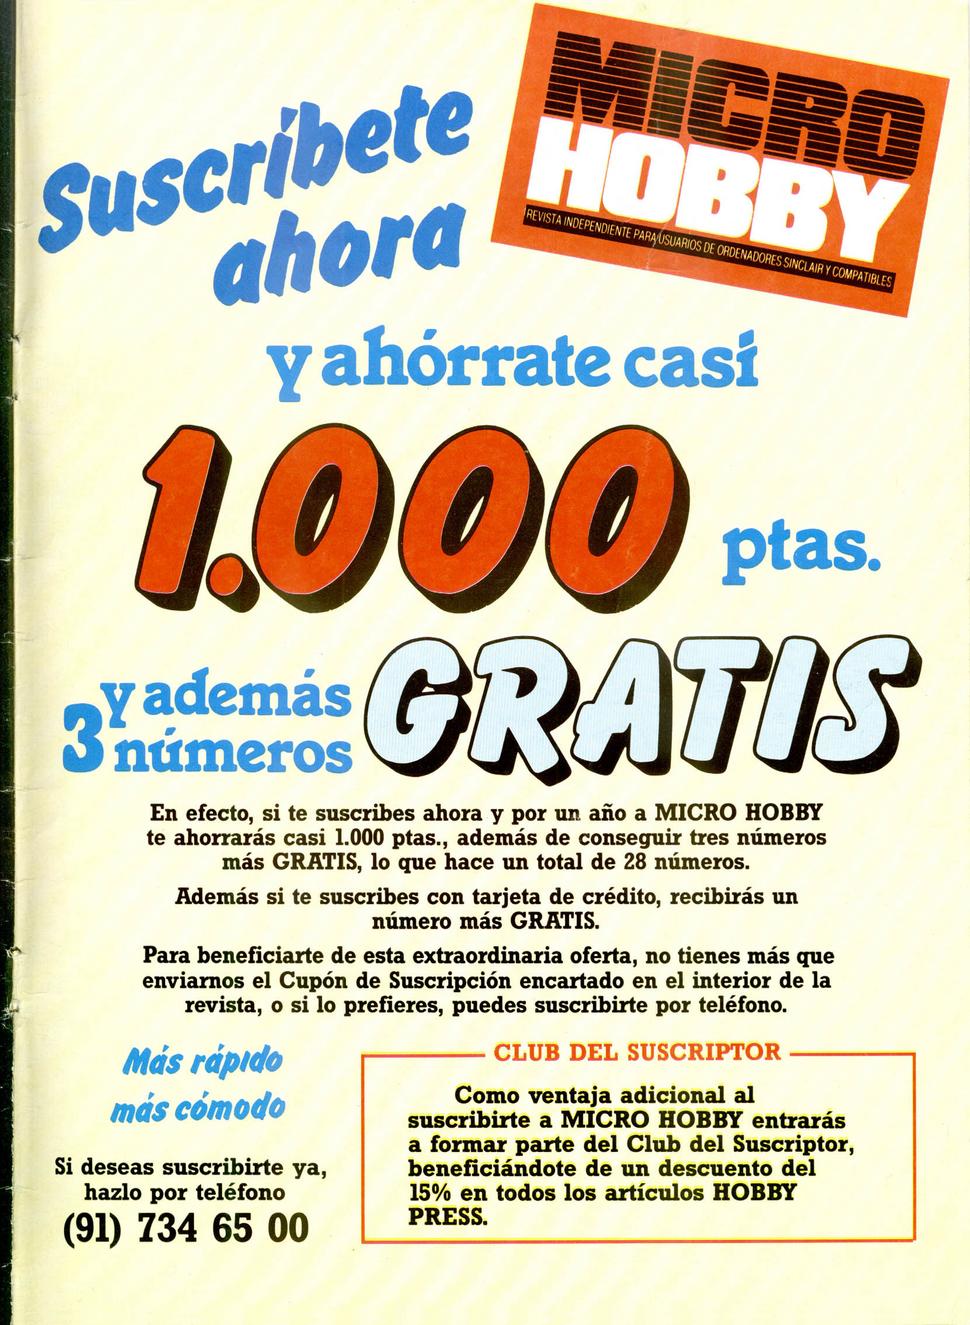 Suscríbete
ahora
MICRO
HOBBY
REVISTA INDEPENDIENTE PARA USUARIOS DE ORDENADORES SINCLAIR Y COMPATIBLES
y ahórrate casi
1.000
ptas.
y además
3 números
GRATIS
En efecto, si te suscribes ahora y por un año a MICRO HOBBY
te ahorrarás casi 1.000 ptas., además de conseguir tres números
más GRATIS, lo que hace un total de 28 números.
Además si te suscribes con tarjeta de crédito, recibirás un
número más GRATIS.
Para beneficiarte de esta extraordinaria oferta, no tienes más que
enviarnos el Cupón de Suscripción encartado en el interior de la
revista, o si lo prefieres, puedes suscribirte por teléfono.
Más rápido
más cómodo
Si deseas suscribirte ya,
hazlo por teléfono
(91) 734 65 00
CLUB DEL SUSCRIPTOR
Como ventaja adicional al
suscribirte a MICRO HOBBY entrarás
a formar parte del Club del Suscriptor,
beneficiándote de un descuento del
15% en todos los artículos HOBBY
PRESS.